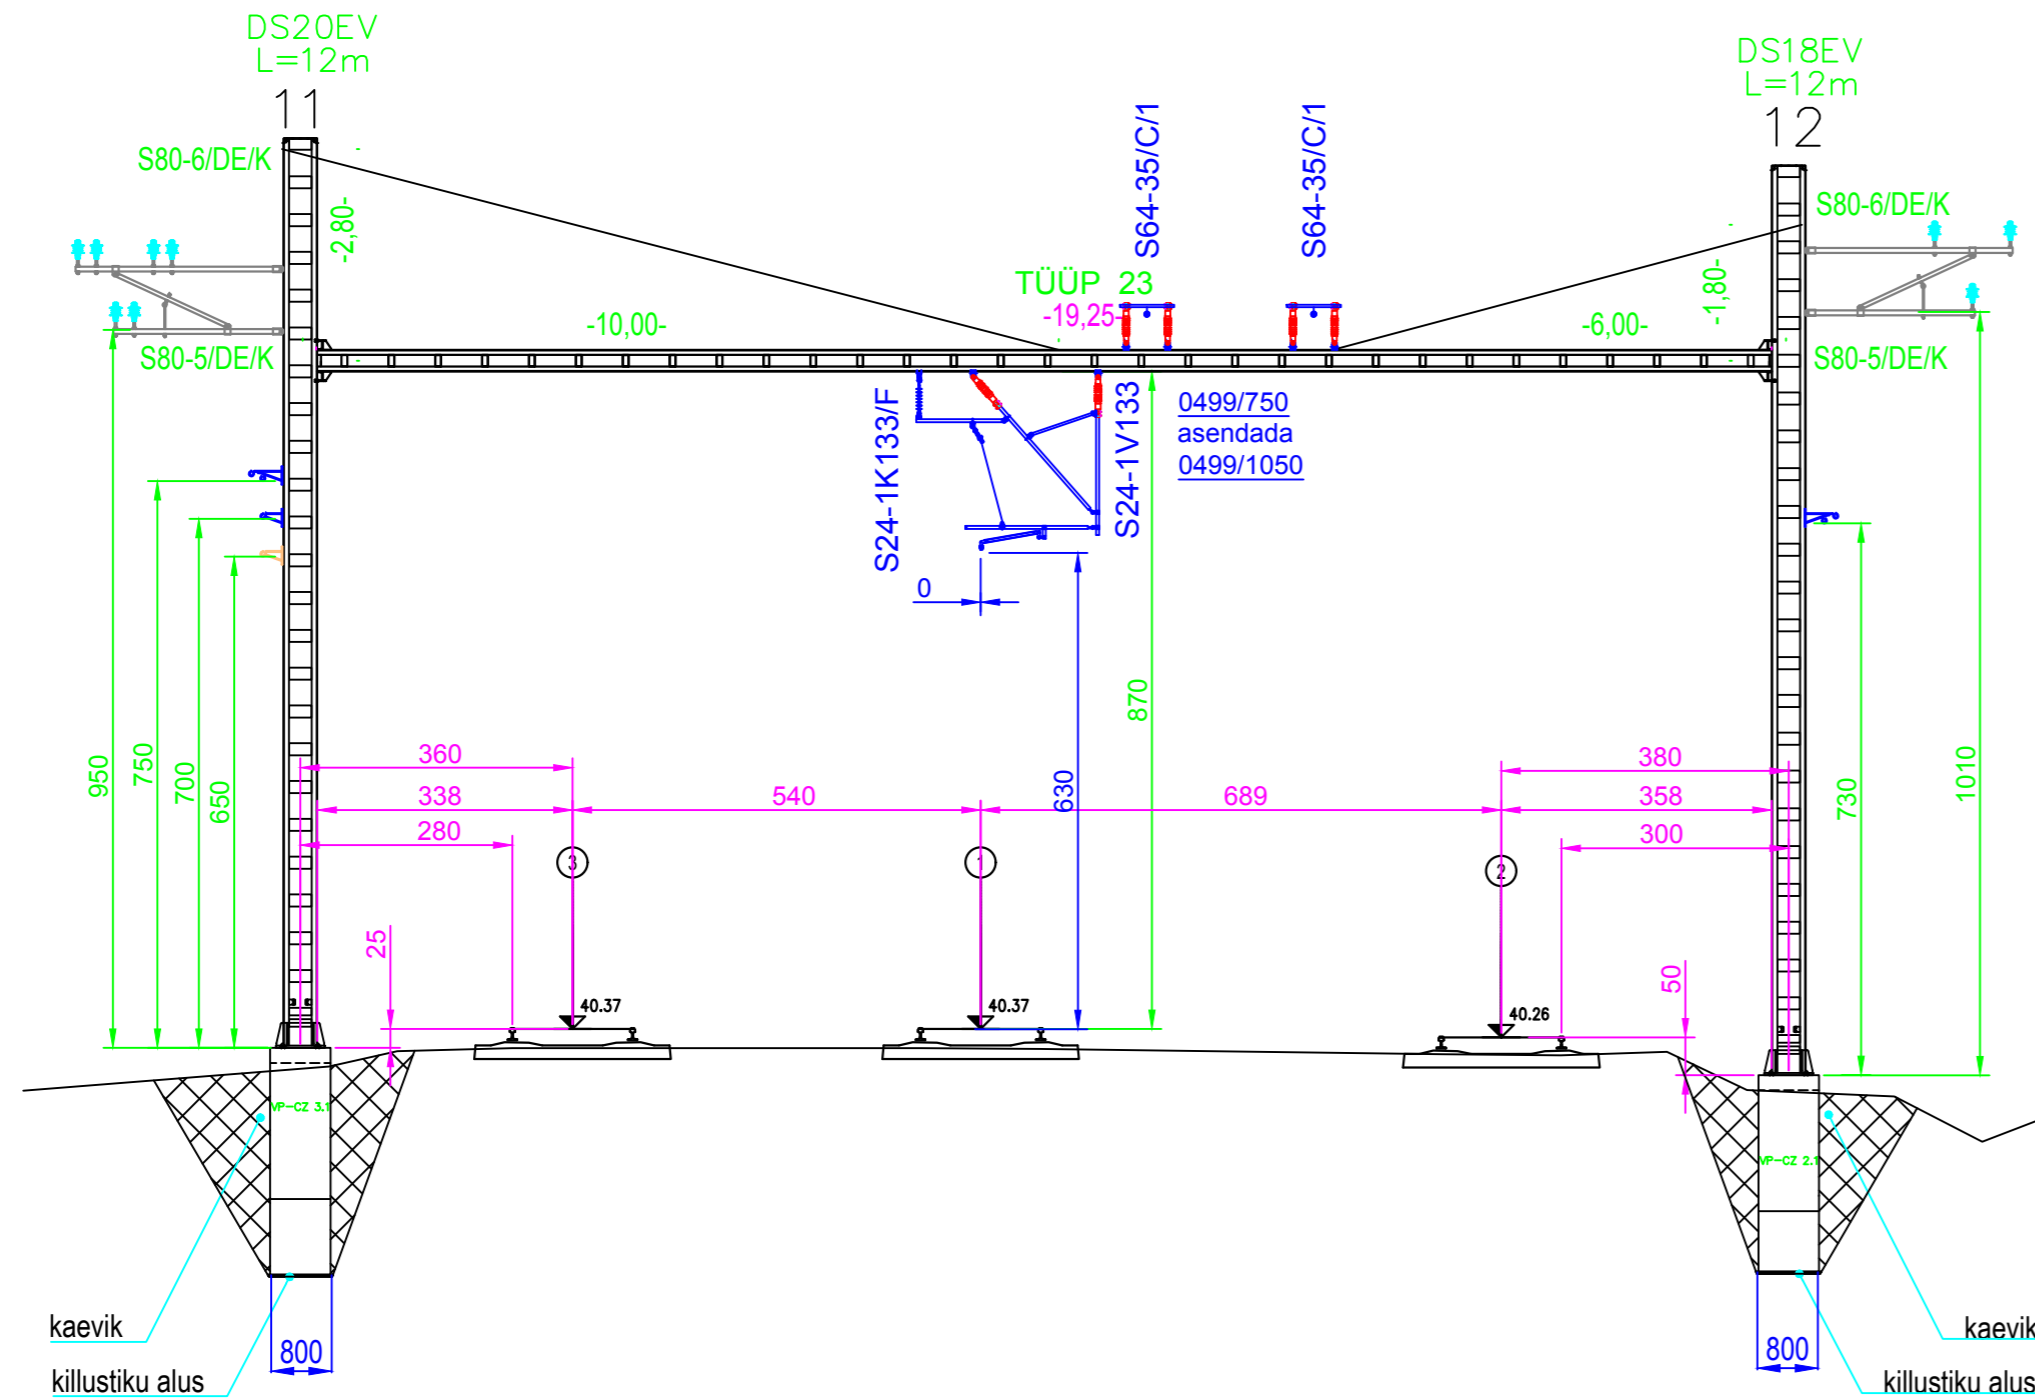 DS20EV
L=12m
11
DS18EV
L=12m
12
S80-6/DE/K
-2,80-
S64-35/C/1
S64-35/C/1
S80-6/DE/K
TÜÜP 23
-19,25-
-10,00-
-6,00-
-1,80-
S80-5/DE/K
S80-5/DE/K
S24-1K133/F
S24-1V133
0499/750
asendada
0499/1050
0
950
750
700
650
870
630
730
1010
360
380
338
540
689
358
280
300
3
1
2
25
50
40.37
40.37
40.26
VP-CZ 3.1
VP-CZ 2.1
kaevik
800
killustiku alus
kaevik
800
killustiku alus